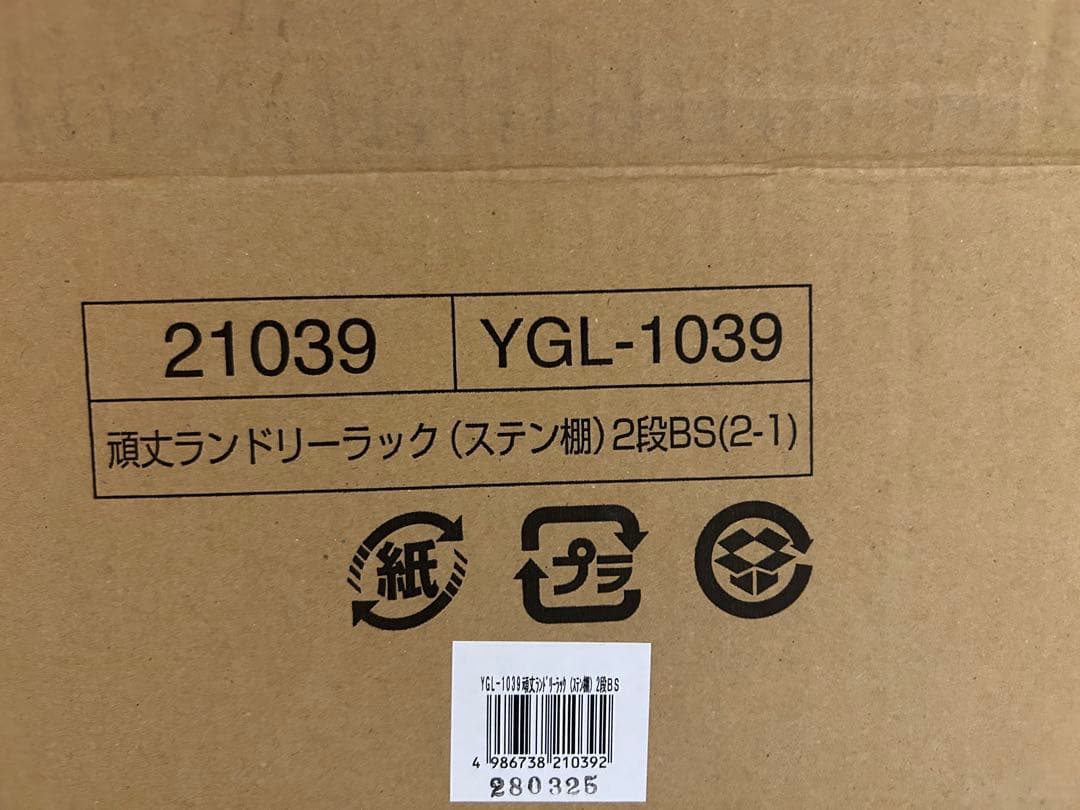 21039
YGL-1039
頑丈ランドリーラック(ステン棚)2段BS(2-1)
紙
プラ
YGL-1039頑丈ランドリーラック(ステン棚)2段BS
4 986738 210392
280325